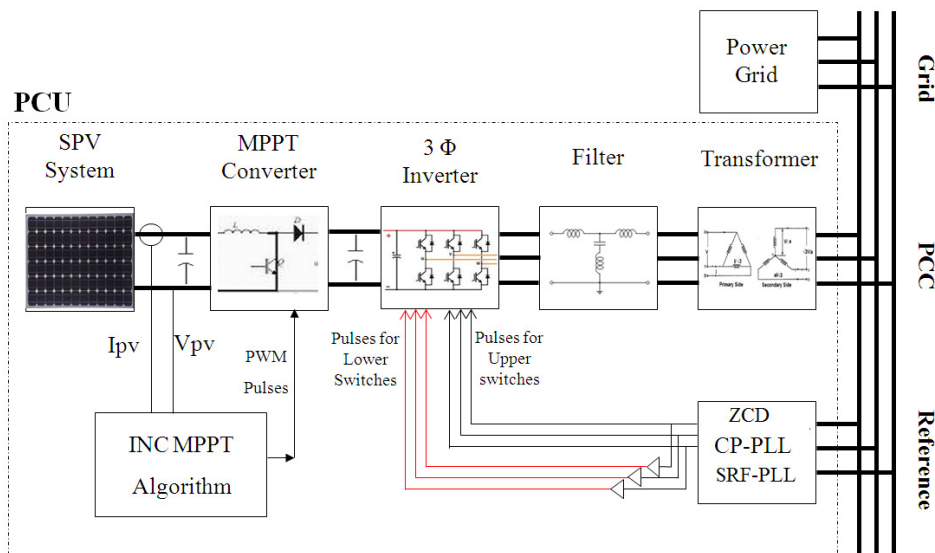 Power
Grid
Grid
PCU
SPV
System
MPPT
Converter
3 Φ
Inverter
Filter
Transformer
L
D
Primary Side
Secondary Side
PCC
Ipv
Vpv
PWM
Pulses
Pulses for
Lower
Switches
Pulses for
Upper
switches
INC MPPT
Algorithm
ZCD
CP-PLL
SRF-PLL
Reference